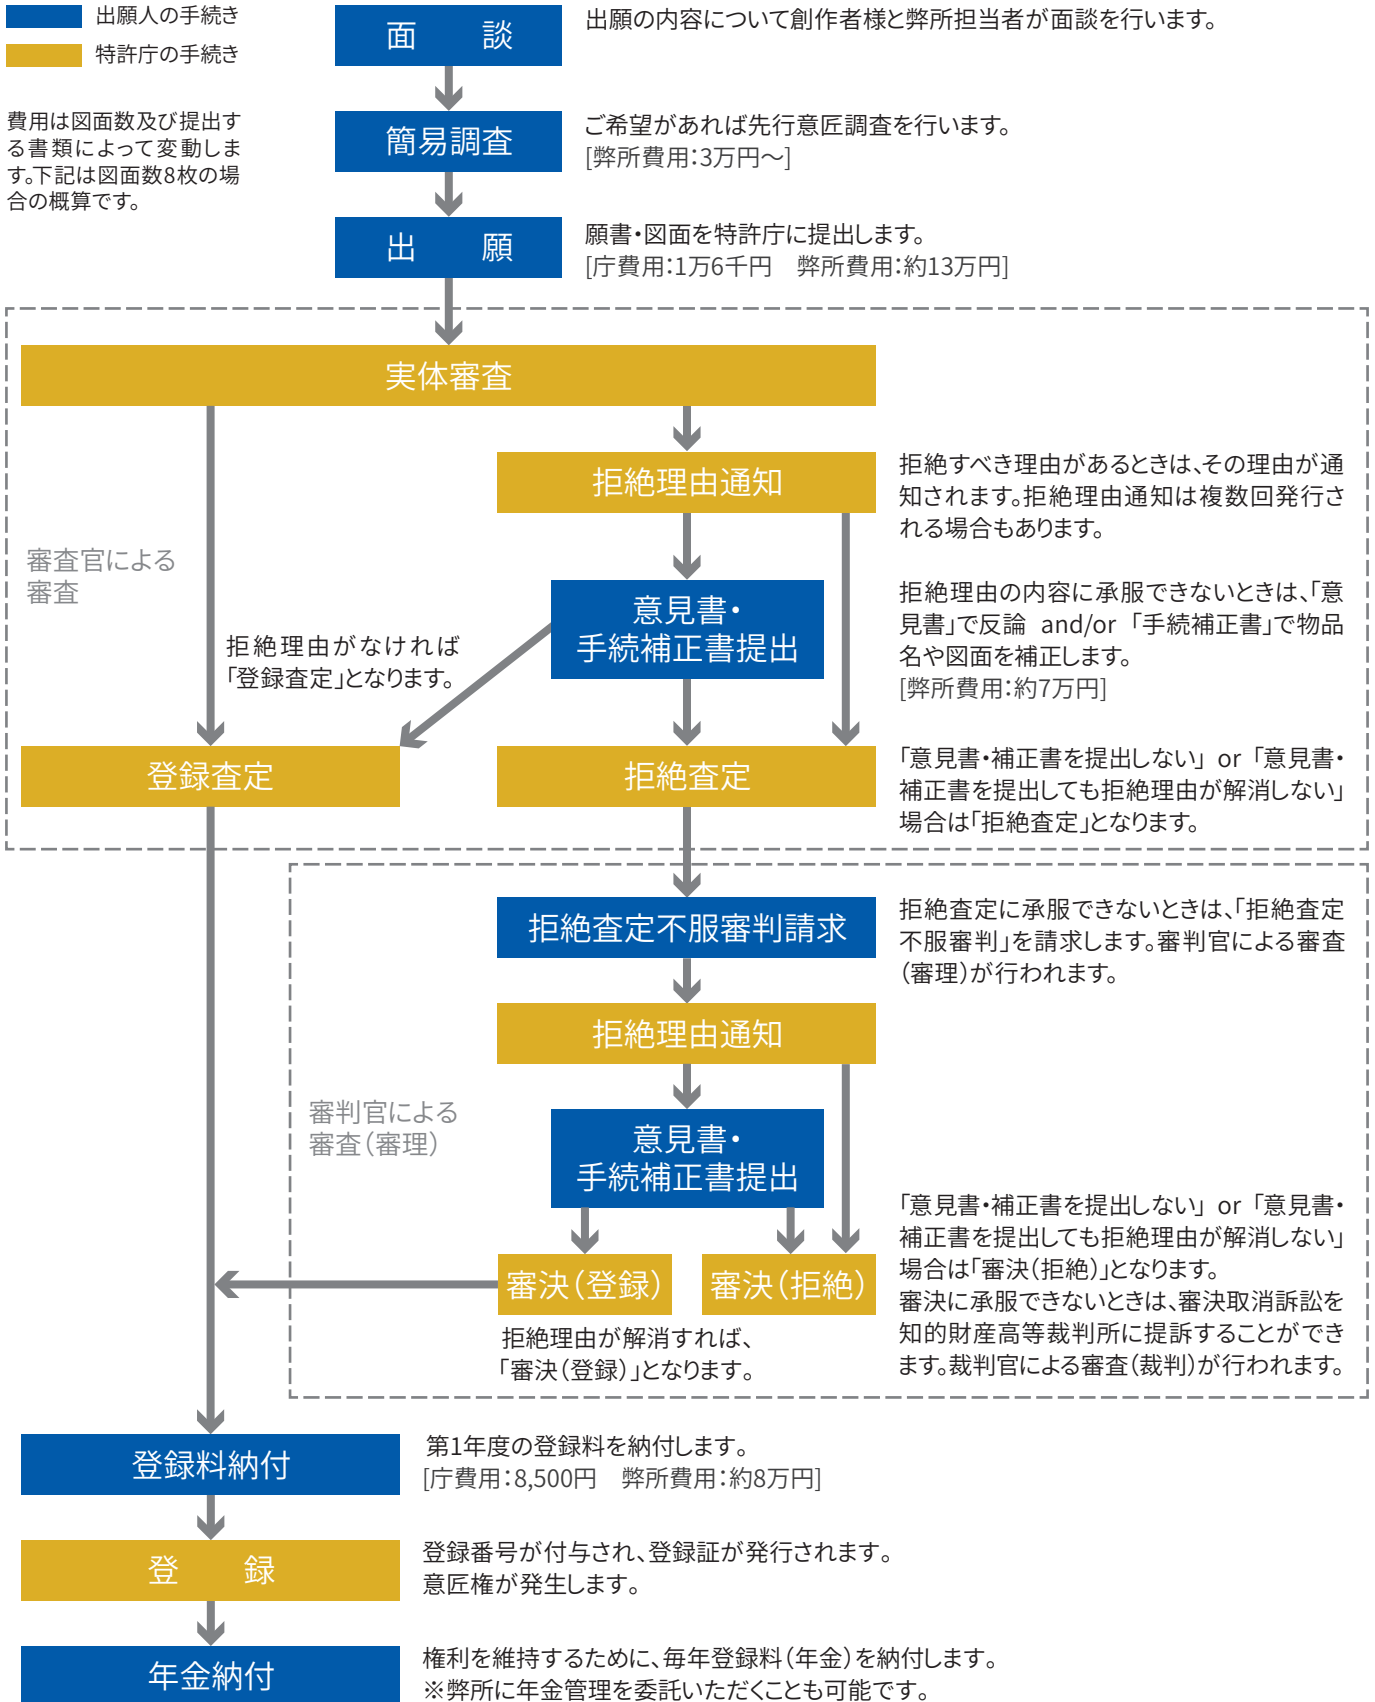 出願人の手続き
特許庁の手続き
費用は図面数及び提出す
る書類によって変動しま
す。下記は図面数8枚の場
合の概算です。
面　　談
出願の内容について創作者様と弊所担当者が面談を行います。
簡易調査
ご希望があれば先行意匠調査を行います。
[弊所費用：3万円〜]
出　　願
願書・図面を特許庁に提出します。
[庁費用：1万6千円　弊所費用：約13万円]
実体審査
拒絶理由通知
拒絶すべき理由があるときは、その理由が通
知されます。拒絶理由通知は複数回発行さ
れる場合もあります。
審査官による
審査
意見書・
手続補正書提出
拒絶理由の内容に承服できないときは、「意
見書」で反論 and/or 「手続補正書」で物品
名や図面を補正します。
[弊所費用：約7万円]
拒絶理由がなければ
「登録査定」となります。
登録査定
拒絶査定
「意見書・補正書を提出しない」 or 「意見書・
補正書を提出しても拒絶理由が解消しない」
場合は「拒絶査定」となります。
拒絶査定不服審判請求
拒絶査定に承服できないときは、「拒絶査定
不服審判」を請求します。審判官による審査
（審理）が行われます。
拒絶理由通知
審判官による
審査（審理）
意見書・
手続補正書提出
審決（登録）
審決（拒絶）
「意見書・補正書を提出しない」 or 「意見書・
補正書を提出しても拒絶理由が解消しない」
場合は「審決（拒絶）」となります。
審決に承服できないときは、審決取消訴訟を
知的財産高等裁判所に提訴することができ
ます。裁判官による審査（裁判）が行われます。
拒絶理由が解消すれば、
「審決（登録）」となります。
登録料納付
第1年度の登録料を納付します。
[庁費用：8,500円　弊所費用：約8万円]
登　　録
登録番号が付与され、登録証が発行されます。
意匠権が発生します。
年金納付
権利を維持するために、毎年登録料（年金）を納付します。
※弊所に年金管理を委託いただくことも可能です。